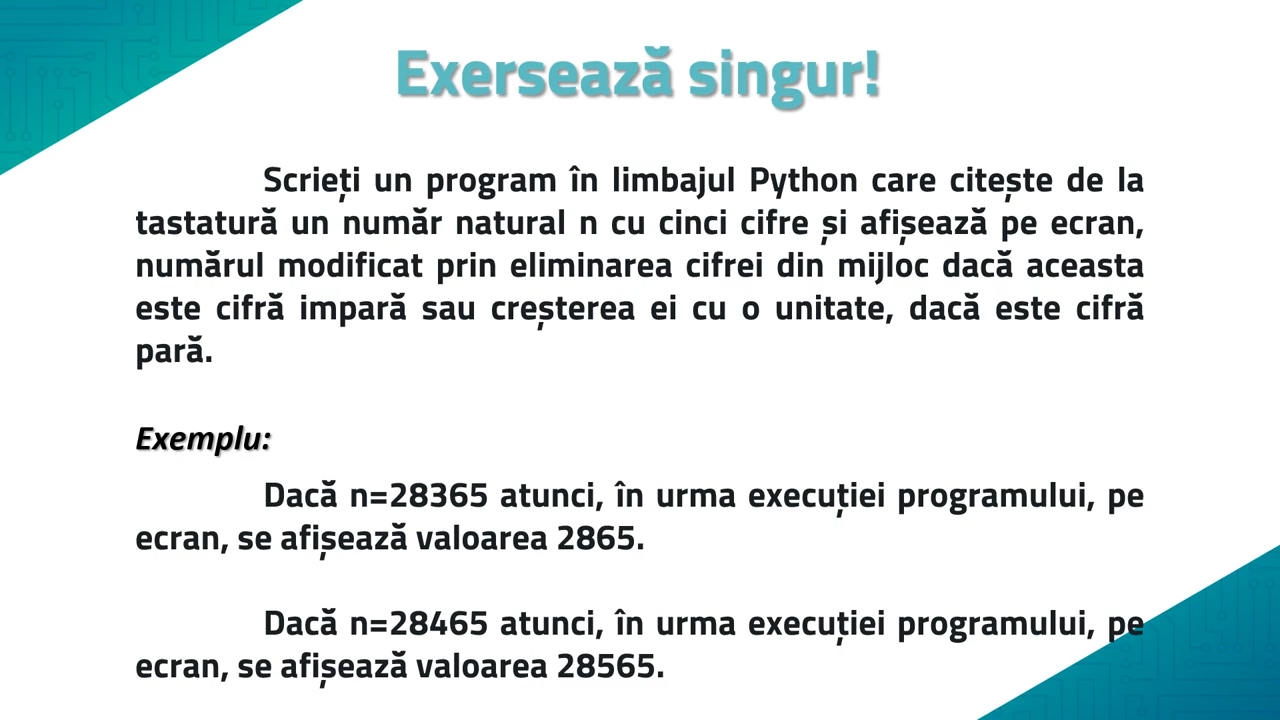 Exersează singur!
Scrieți un program în limbajul Python care citește de la
tastatură un număr natural n cu cinci cifre și afișează pe ecran,
numărul modificat prin eliminarea cifrei din mijloc dacă aceasta
este cifră impară sau creșterea ei cu o unitate, dacă este cifră
pară.
Exemplu:
Dacă n=28365 atunci, în urma execuției programului, pe
ecran, se afișează valoarea 2865.
Dacă n=28465 atunci, în urma execuției programului, pe
ecran, se afișează valoarea 28565.